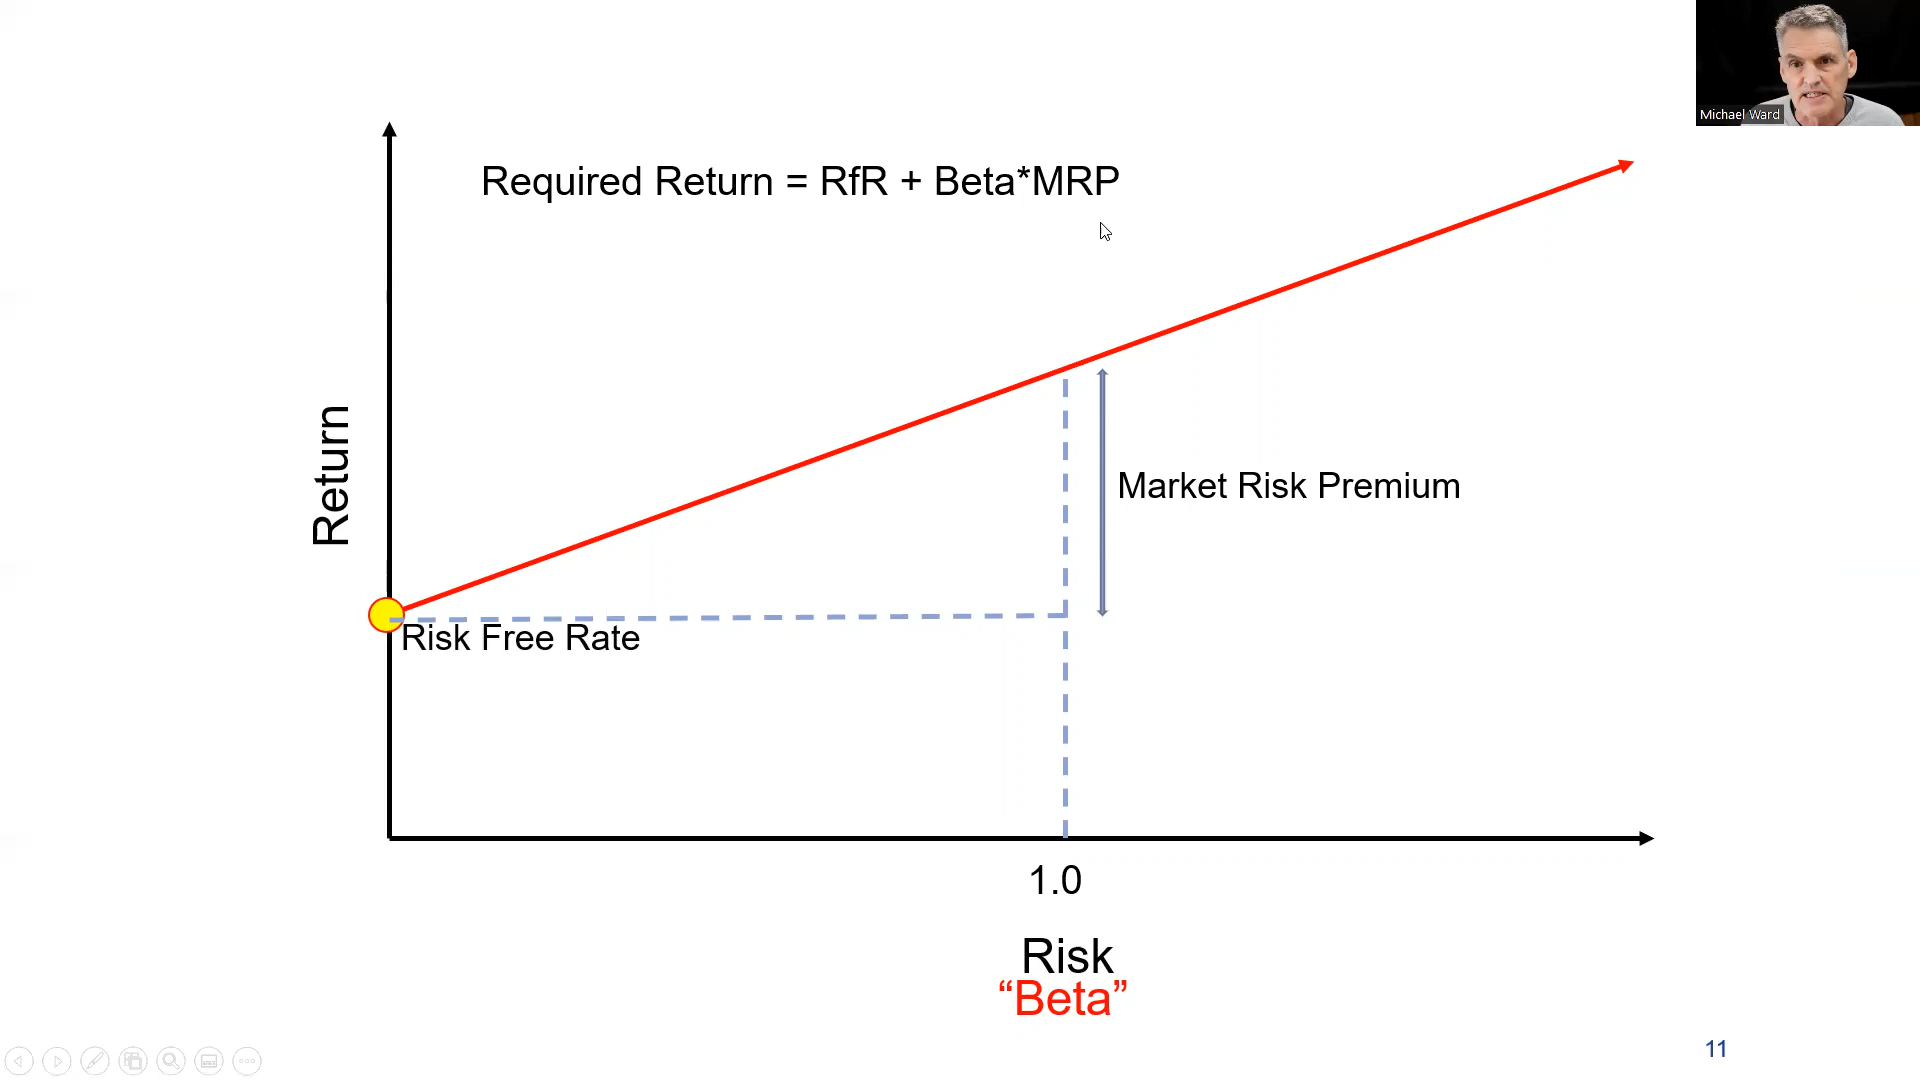 Michael Ward
Required Return = RfR + Beta*MRP
Return
Market Risk Premium
Risk Free Rate
1.0
Risk
“Beta”
11